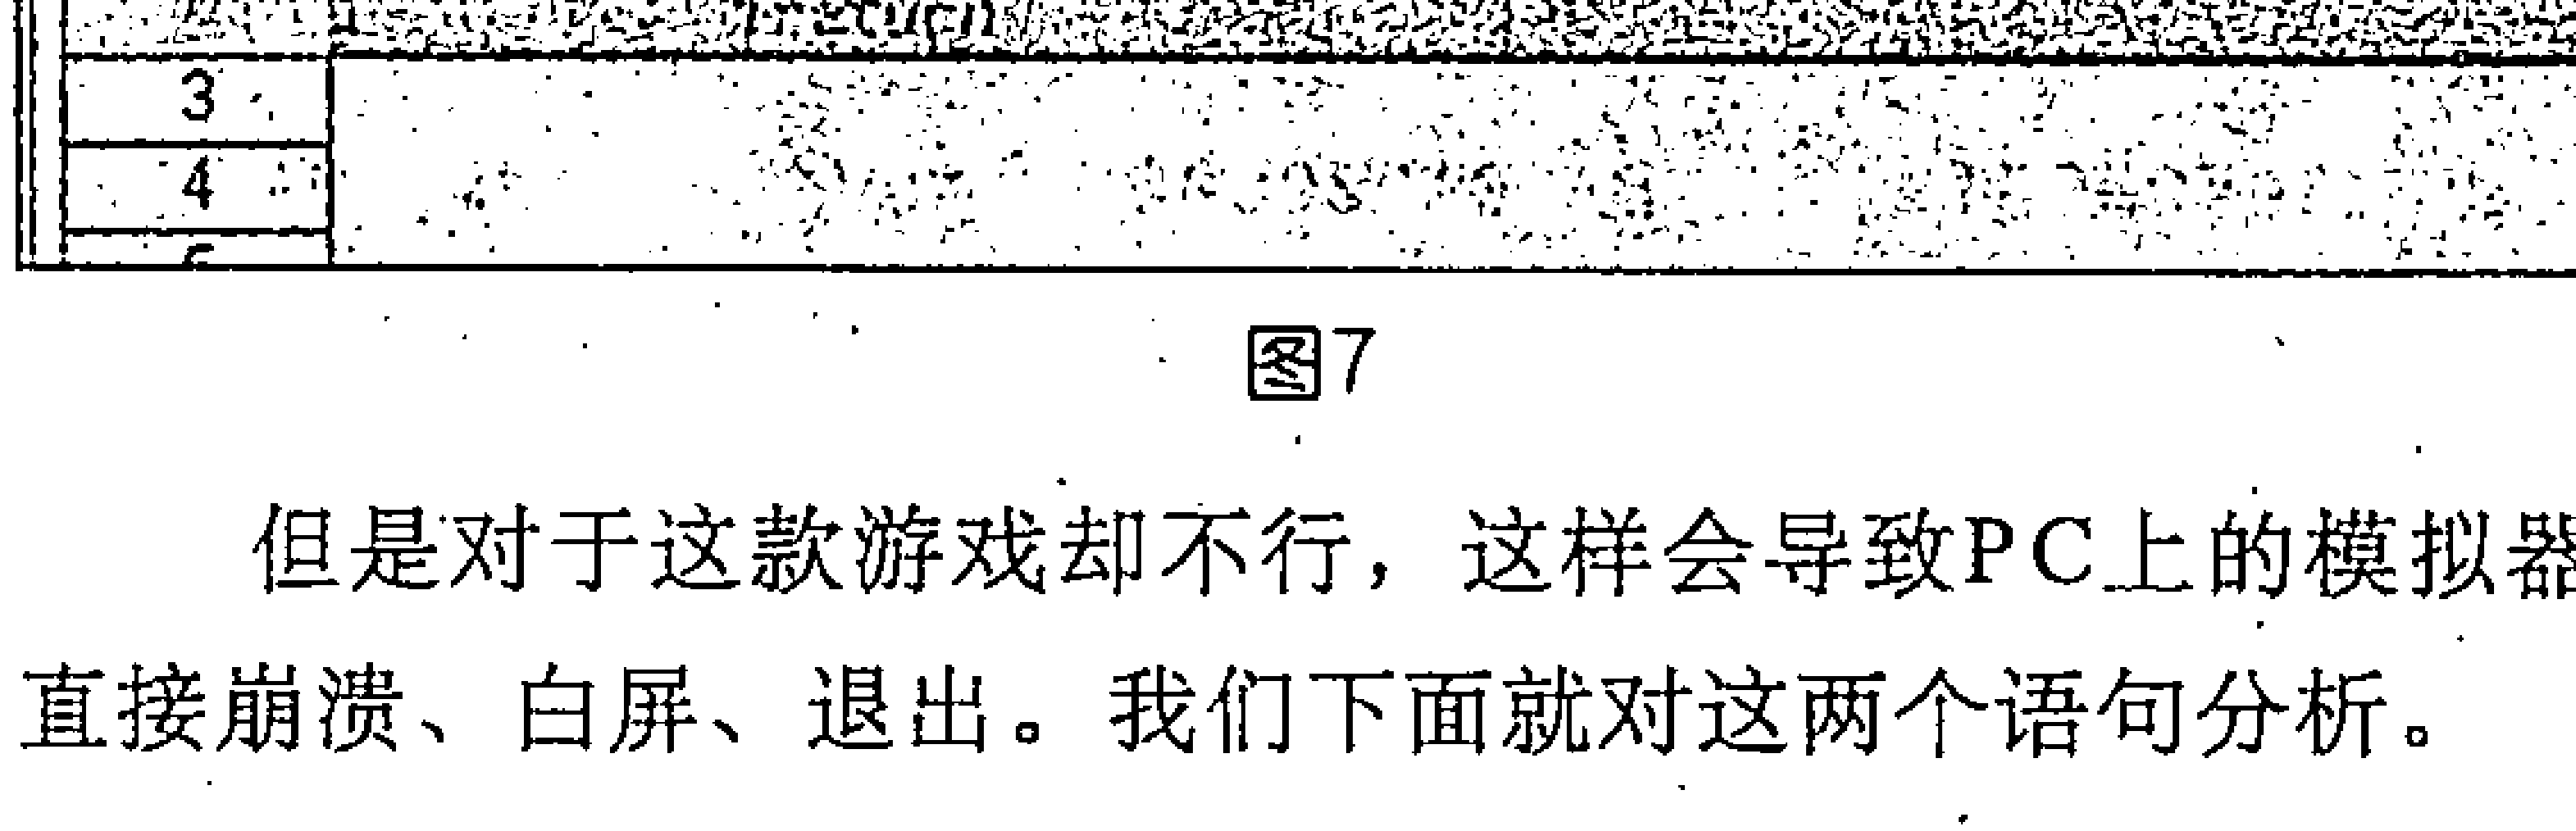 return
3
4
图7
但是对于这款游戏却不行，这样会导致PC上的模拟器
直接崩溃、白屏、退出。我们下面就对这两个语句分析。